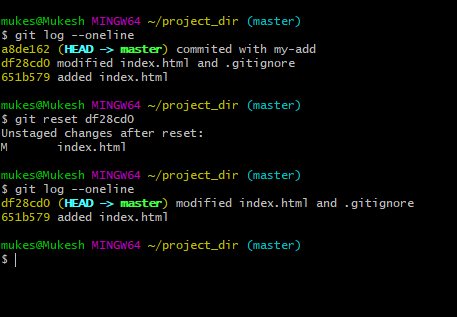 mukes@Mukesh MINGW64 ~/project_dir (master)
$ git log --oneline
a8de162 (HEAD -> master) commited with my-add
df28cd0 modified index.html and .gitignore
651b579 added index.html
mukes@Mukesh MINGW64 ~/project_dir (master)
$ git reset df28cd0
Unstaged changes after reset:
M       index.html
mukes@Mukesh MINGW64 ~/project_dir (master)
$ git log --oneline
df28cd0 (HEAD -> master) modified index.html and .gitignore
651b579 added index.html
mukes@Mukesh MINGW64 ~/project_dir (master)
$